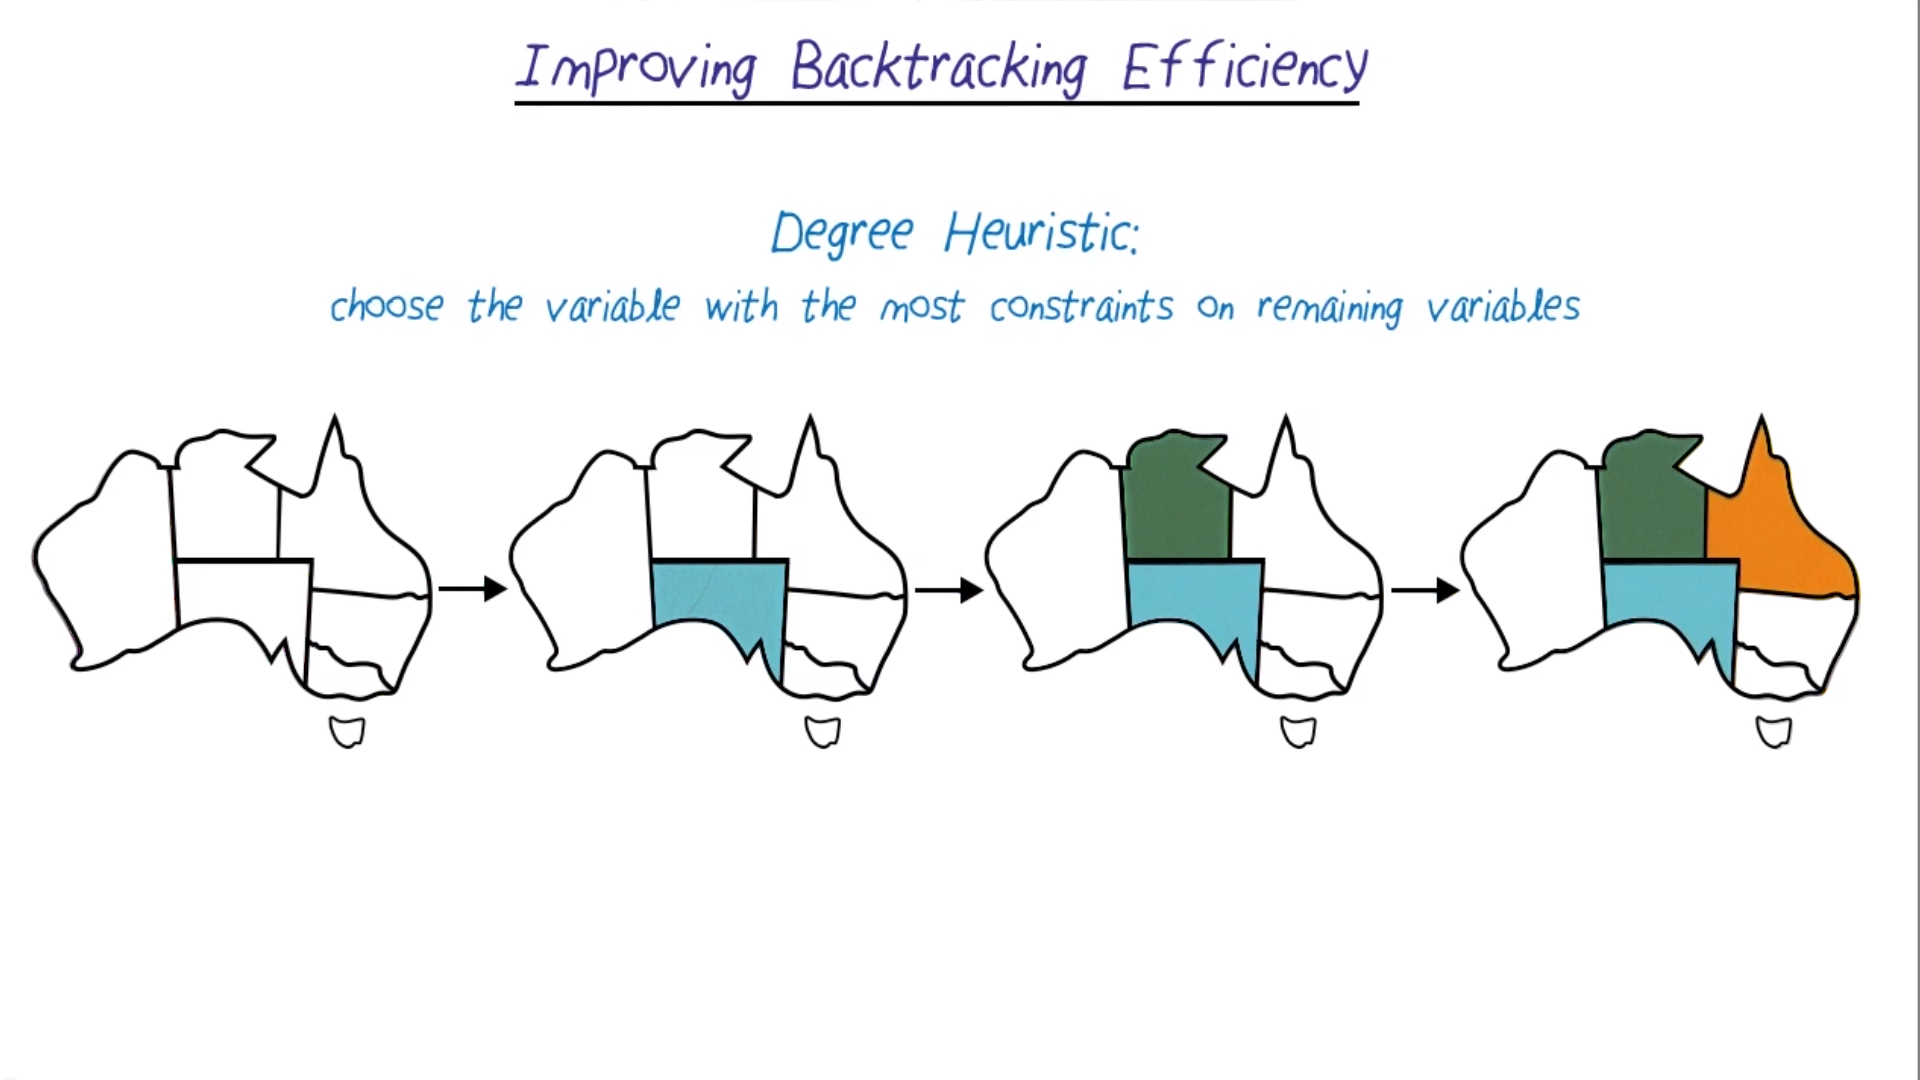 Improving Backtracking Efficiency
Degree Heuristic:
choose the variable with the most constraints on remaining variables